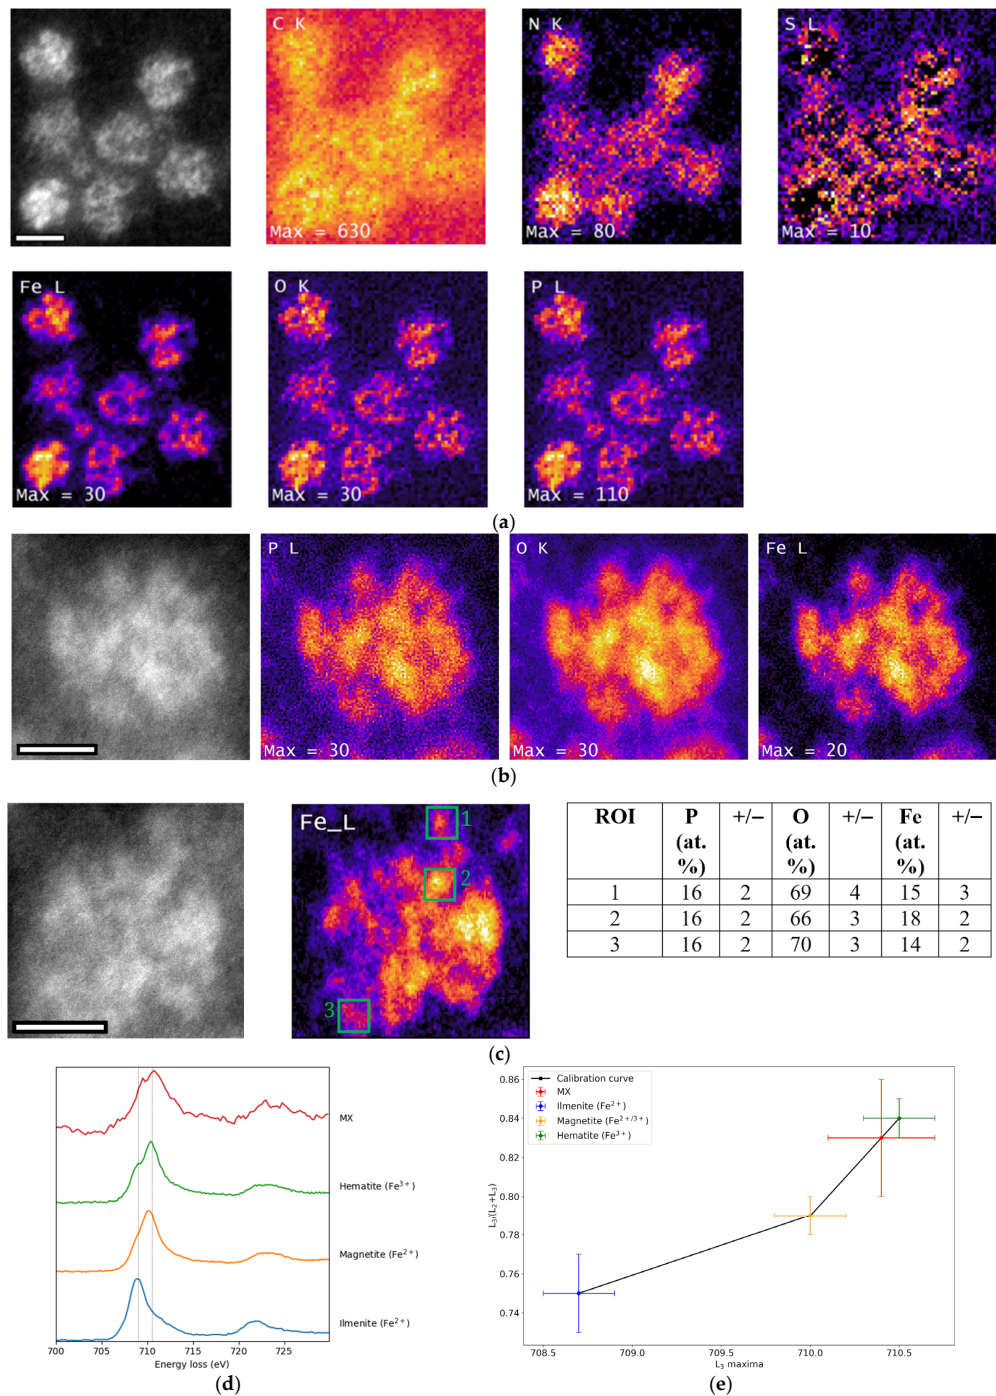 C K
N K
S L
Max = 630
Max = 80
Max = 10
Fe L
O K
P L
Max = 30
Max = 30
Max = 110
(a)
P L
O K
Fe L
Max = 30
Max = 30
Max = 20
(b)
Fe_L
1
2
3
ROI P (at. %) +/− O (at. %) +/− Fe (at. %) +/−
1 16 2 69 4 15 3
2 16 2 66 3 18 2
3 16 2 70 3 14 2
(c)
MX
Hematite (Fe3+)
Magnetite (Fe2+)
Ilmenite (Fe2+)
700 705 710 715 720 725
Energy loss (eV)
(d)
Calibration curve
MX
Ilmenite (Fe2+)
Magnetite (Fe2+/3+)
Hematite (Fe3+)
0.86
0.84
0.82
0.80
0.78
0.76
0.74
L3/(L2+L3)
708.5 709.0 709.5 710.0 710.5
L3 maxima
(e)